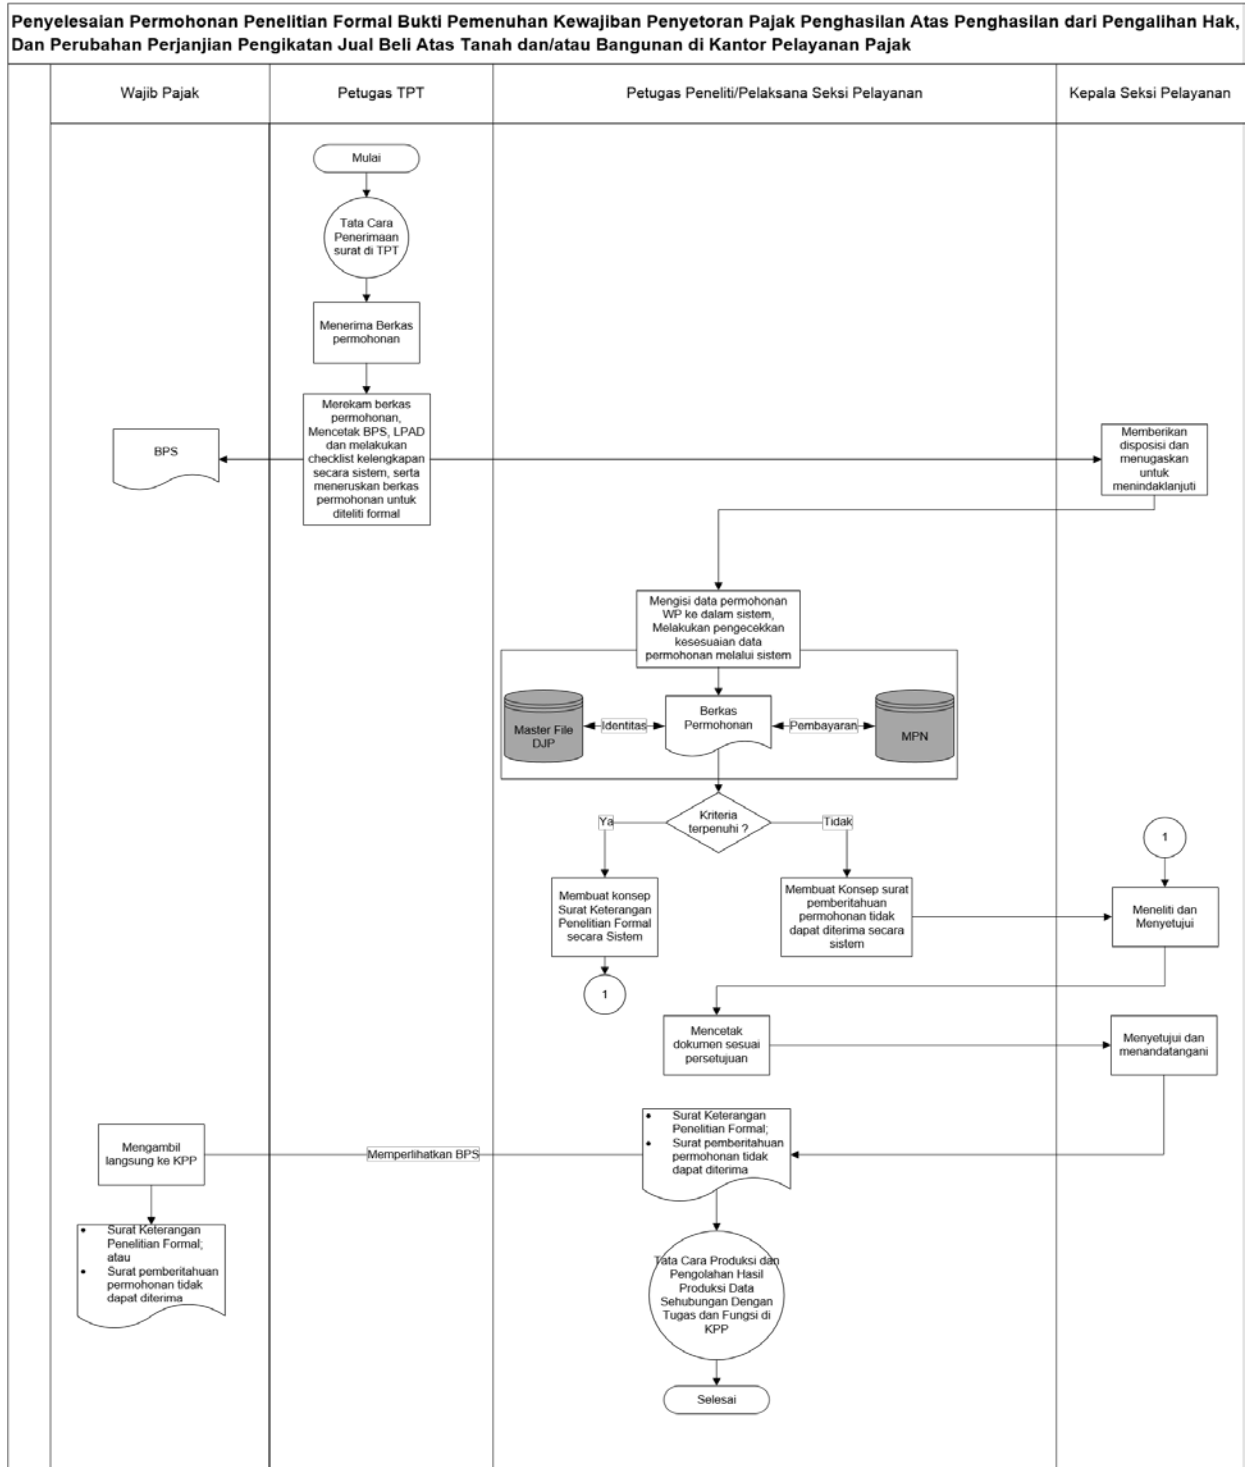 Penyelesaian Permohonan Penelitian Formal Bukti Pemenuhan Kewajiban Penyetoran Pajak Penghasilan Atas Penghasilan dari Pengalihan Hak,
Dan Perubahan Perjanjian Pengikatan Jual Beli Atas Tanah dan/atau Bangunan di Kantor Pelayanan Pajak
Wajib Pajak
Petugas TPT
Petugas Peneliti/Pelaksana Seksi Pelayanan
Kepala Seksi Pelayanan
Mulai
Tata Cara
Penerimaan
surat di TPT
Menerima Berkas
permohonan
Merekam berkas
permohonan,
Mencetak BPS, LPAD
dan melakukan
checklist kelengkapan
secara sistem, serta
meneruskan berkas
permohonan untuk
diteliti formal
BPS
Memberikan
disposisi dan
menugaskan
untuk
menindaklanjuti
Mengisi data permohonan
WP ke dalam sistem,
Melakukan pengecekkan
kesesuaian data
permohonan melalui sistem
Master File
DJP
Identitas
Berkas
Permohonan
Pembayaran
MPN
Kriteria
terpenuhi ?
Ya
Tidak
1
Membuat konsep
Surat Keterangan
Penelitian Formal
secara Sistem
Membuat Konsep surat
pemberitahuan
permohonan tidak
dapat diterima secara
sistem
Meneliti dan
Menyetujui
1
Mencetak
dokumen sesuai
persetujuan
Menyetujui dan
menandatangani
• Surat Keterangan
Penelitian Formal;
• Surat pemberitahuan
permohonan tidak
dapat diterima
Memperlihatkan BPS
Mengambil
langsung ke KPP
• Surat Keterangan
Penelitian Formal;
atau
• Surat pemberitahuan
permohonan tidak
dapat diterima
Tata Cara Produksi dan
Pengolahan Hasil
Produksi Data
Sehubungan Dengan
Tugas dan Fungsi di
KPP
Selesai